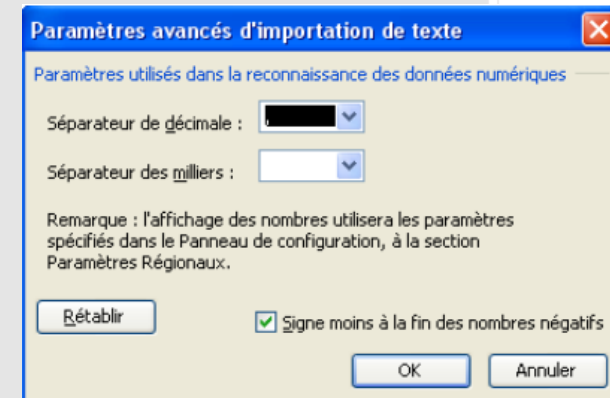 Paramètres avancés d'importation de texte
Paramètres utilisés dans la reconnaissance des données numériques
Séparateur de décimale : ,
Séparateur des milliers :
Remarque : l'affichage des nombres utilisera les paramètres
spécifiés dans le Panneau de configuration, à la section
Paramètres Régionaux.
Rétablir
Signe moins à la fin des nombres négatifs
OK Annuler